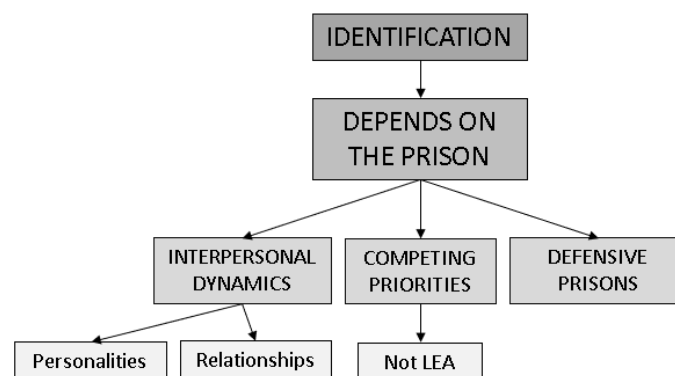 IDENTIFICATION
DEPENDS ON
THE PRISON
INTERPERSONAL
DYNAMICS
COMPETING
PRIORITIES
DEFENSIVE
PRISONS
Personalities
Relationships
Not LEA